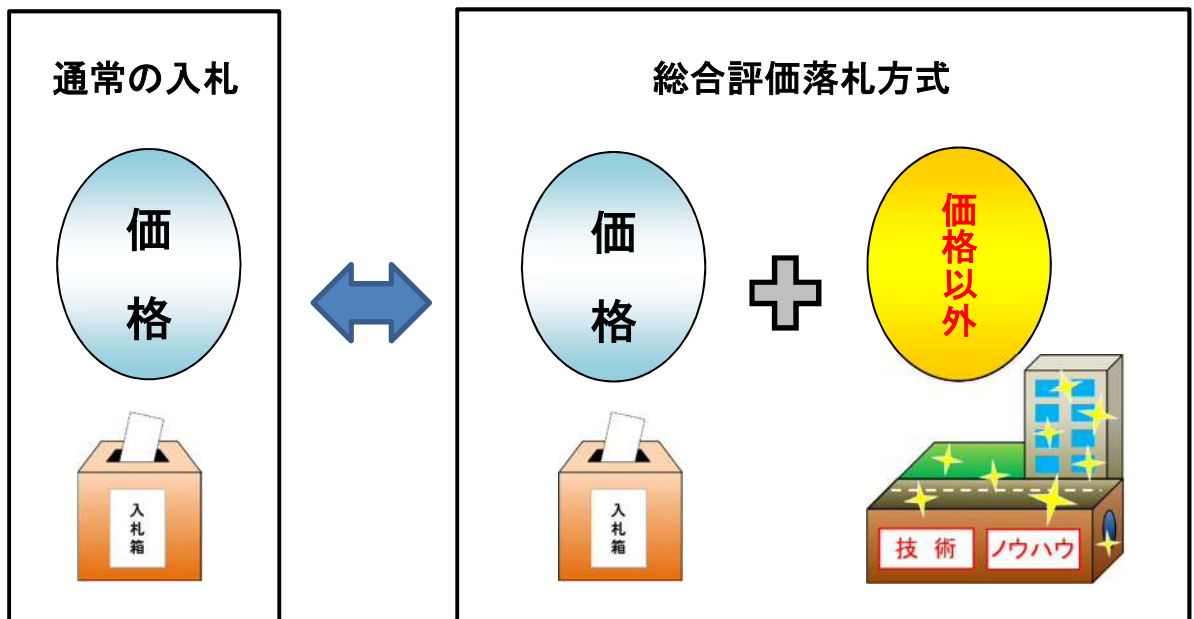 通常の入札
価格
入札箱
総合評価落札方式
価格
入札箱
価格以外
技術
ノウハウ